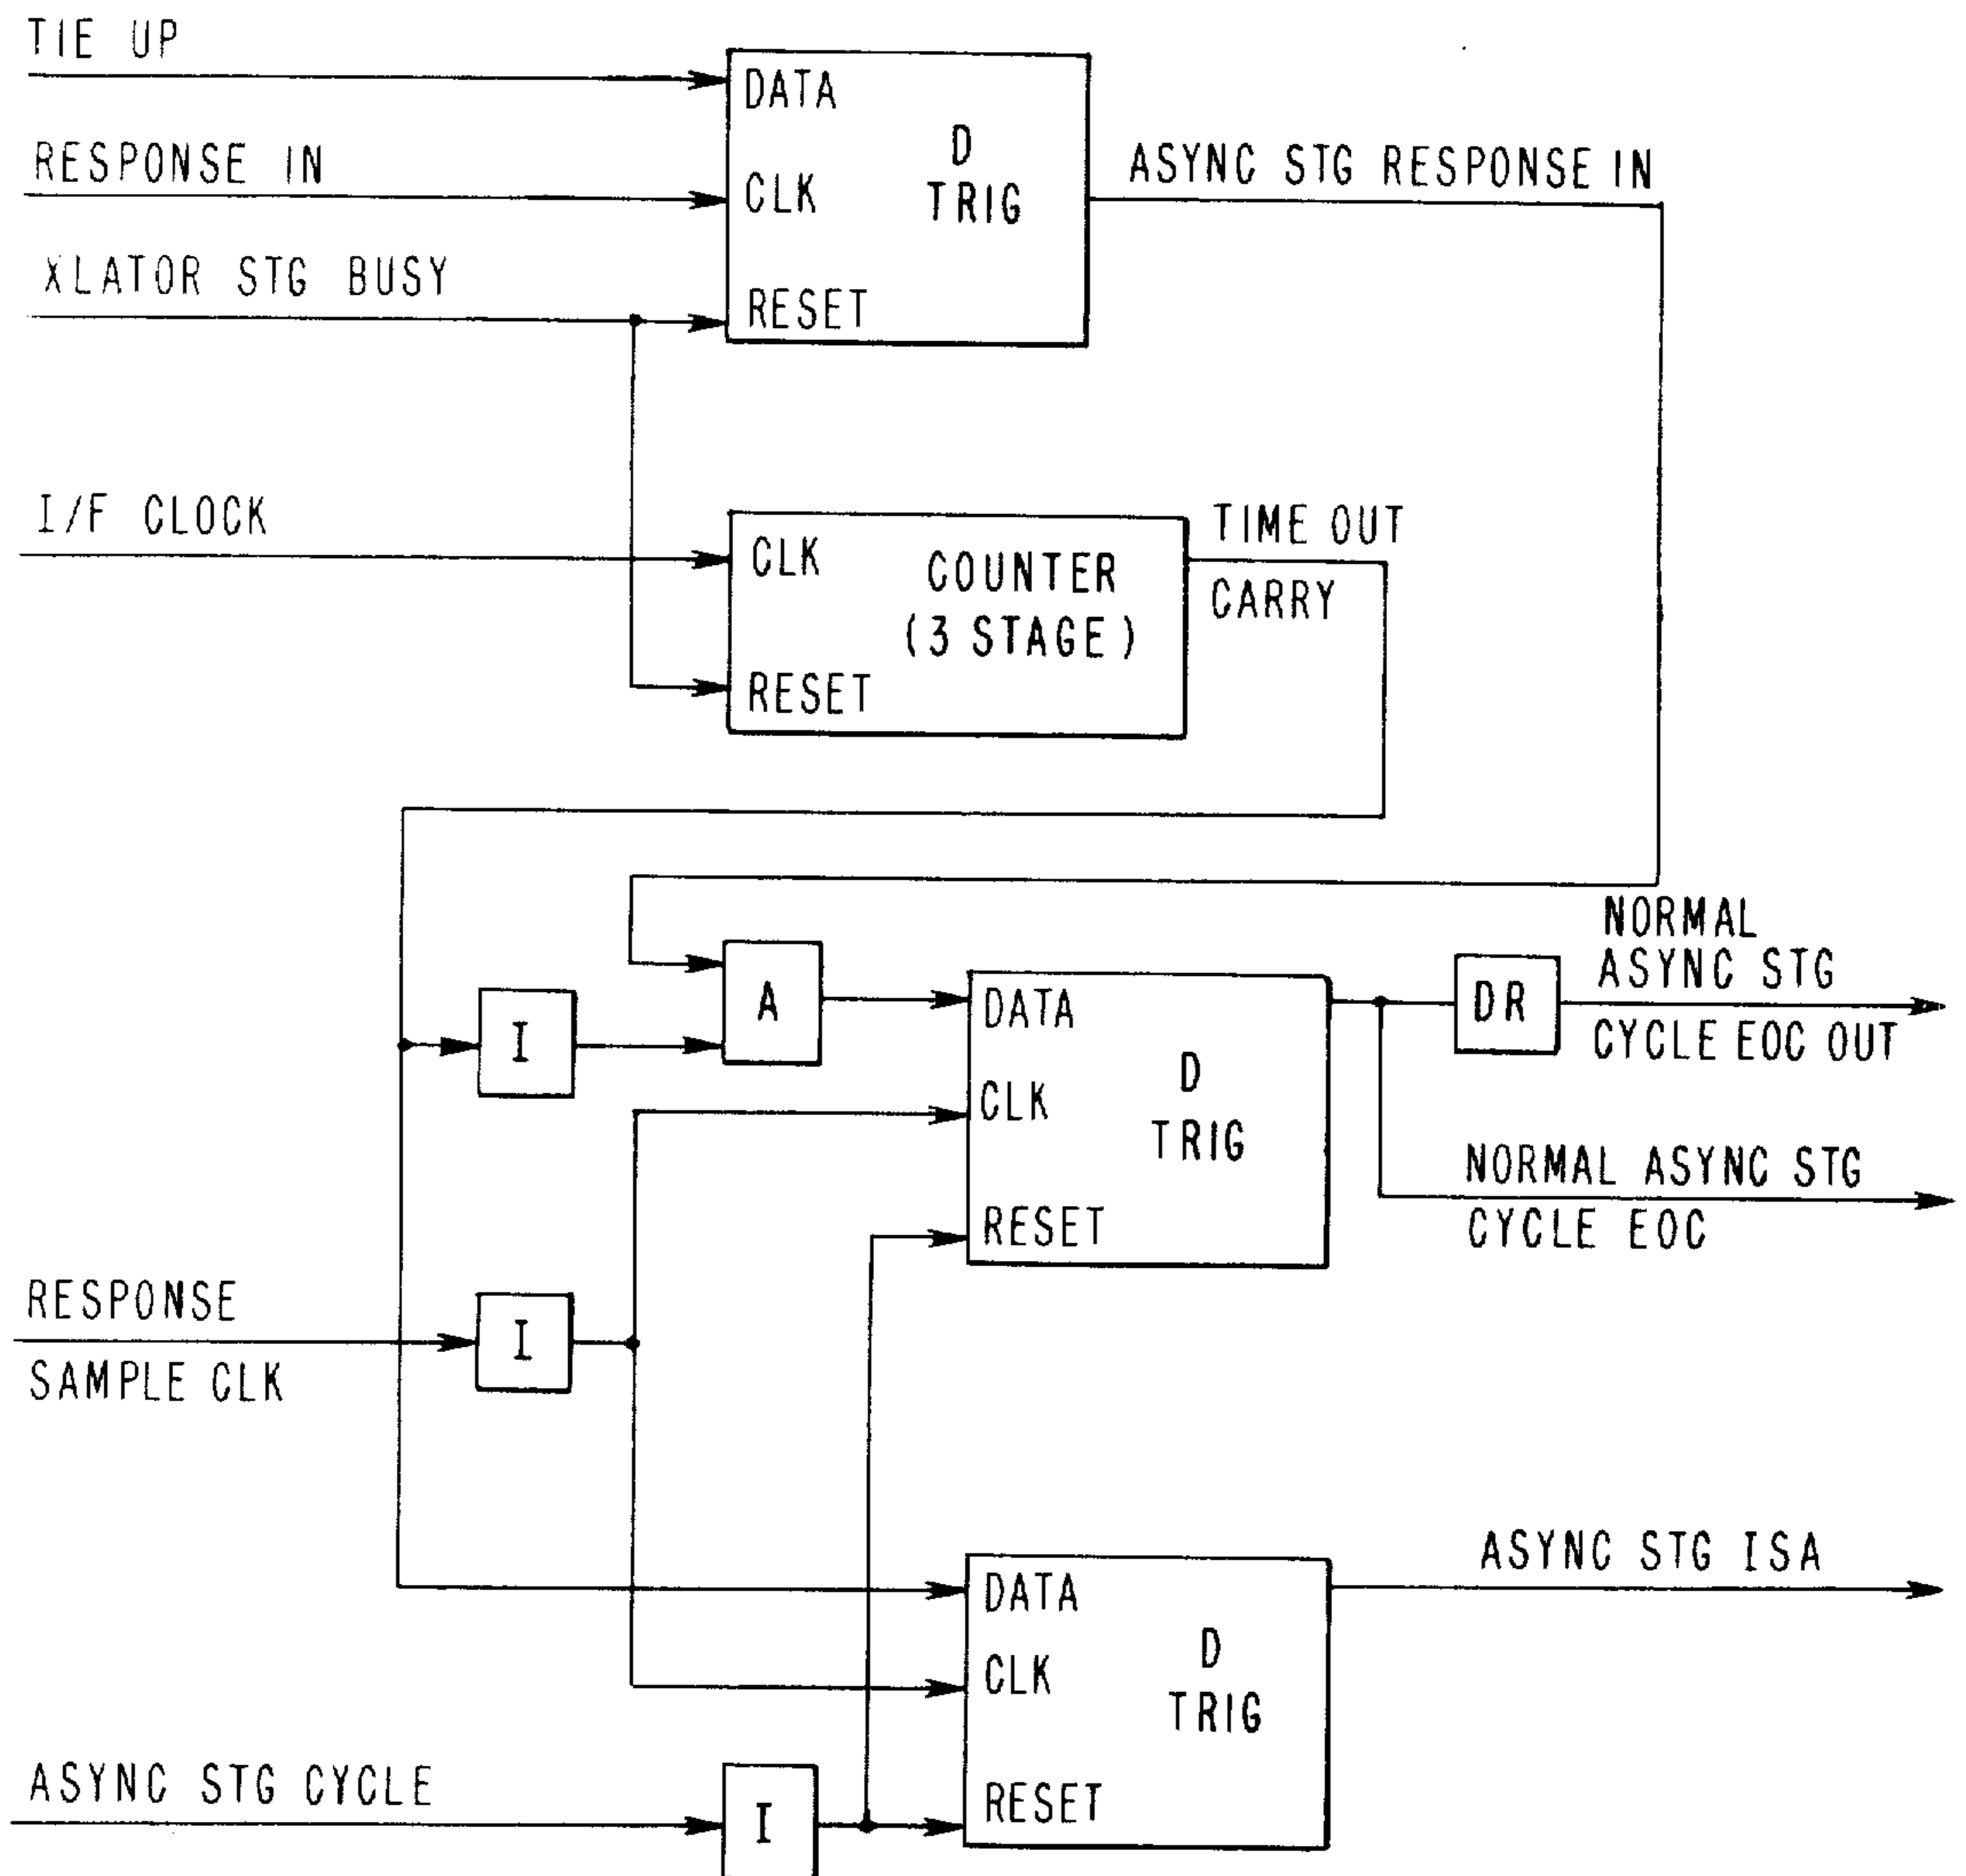 TIE UP
DATA
D
TRIG
RESPONSE IN
CLK
ASYNC STG RESPONSE IN
XLATOR STG BUSY
RESET
I/F CLOCK
CLK
COUNTER
(3 STAGE)
RESET
TIME OUT
CARRY
A
I
DATA
D
TRIG
CLK
RESET
DR
NORMAL
ASYNC STG
CYCLE EOC OUT
NORMAL ASYNC STG
CYCLE EOC
RESPONSE
SAMPLE CLK
I
DATA
D
TRIG
CLK
RESET
ASYNC STG ISA
ASYNC STG CYCLE
I